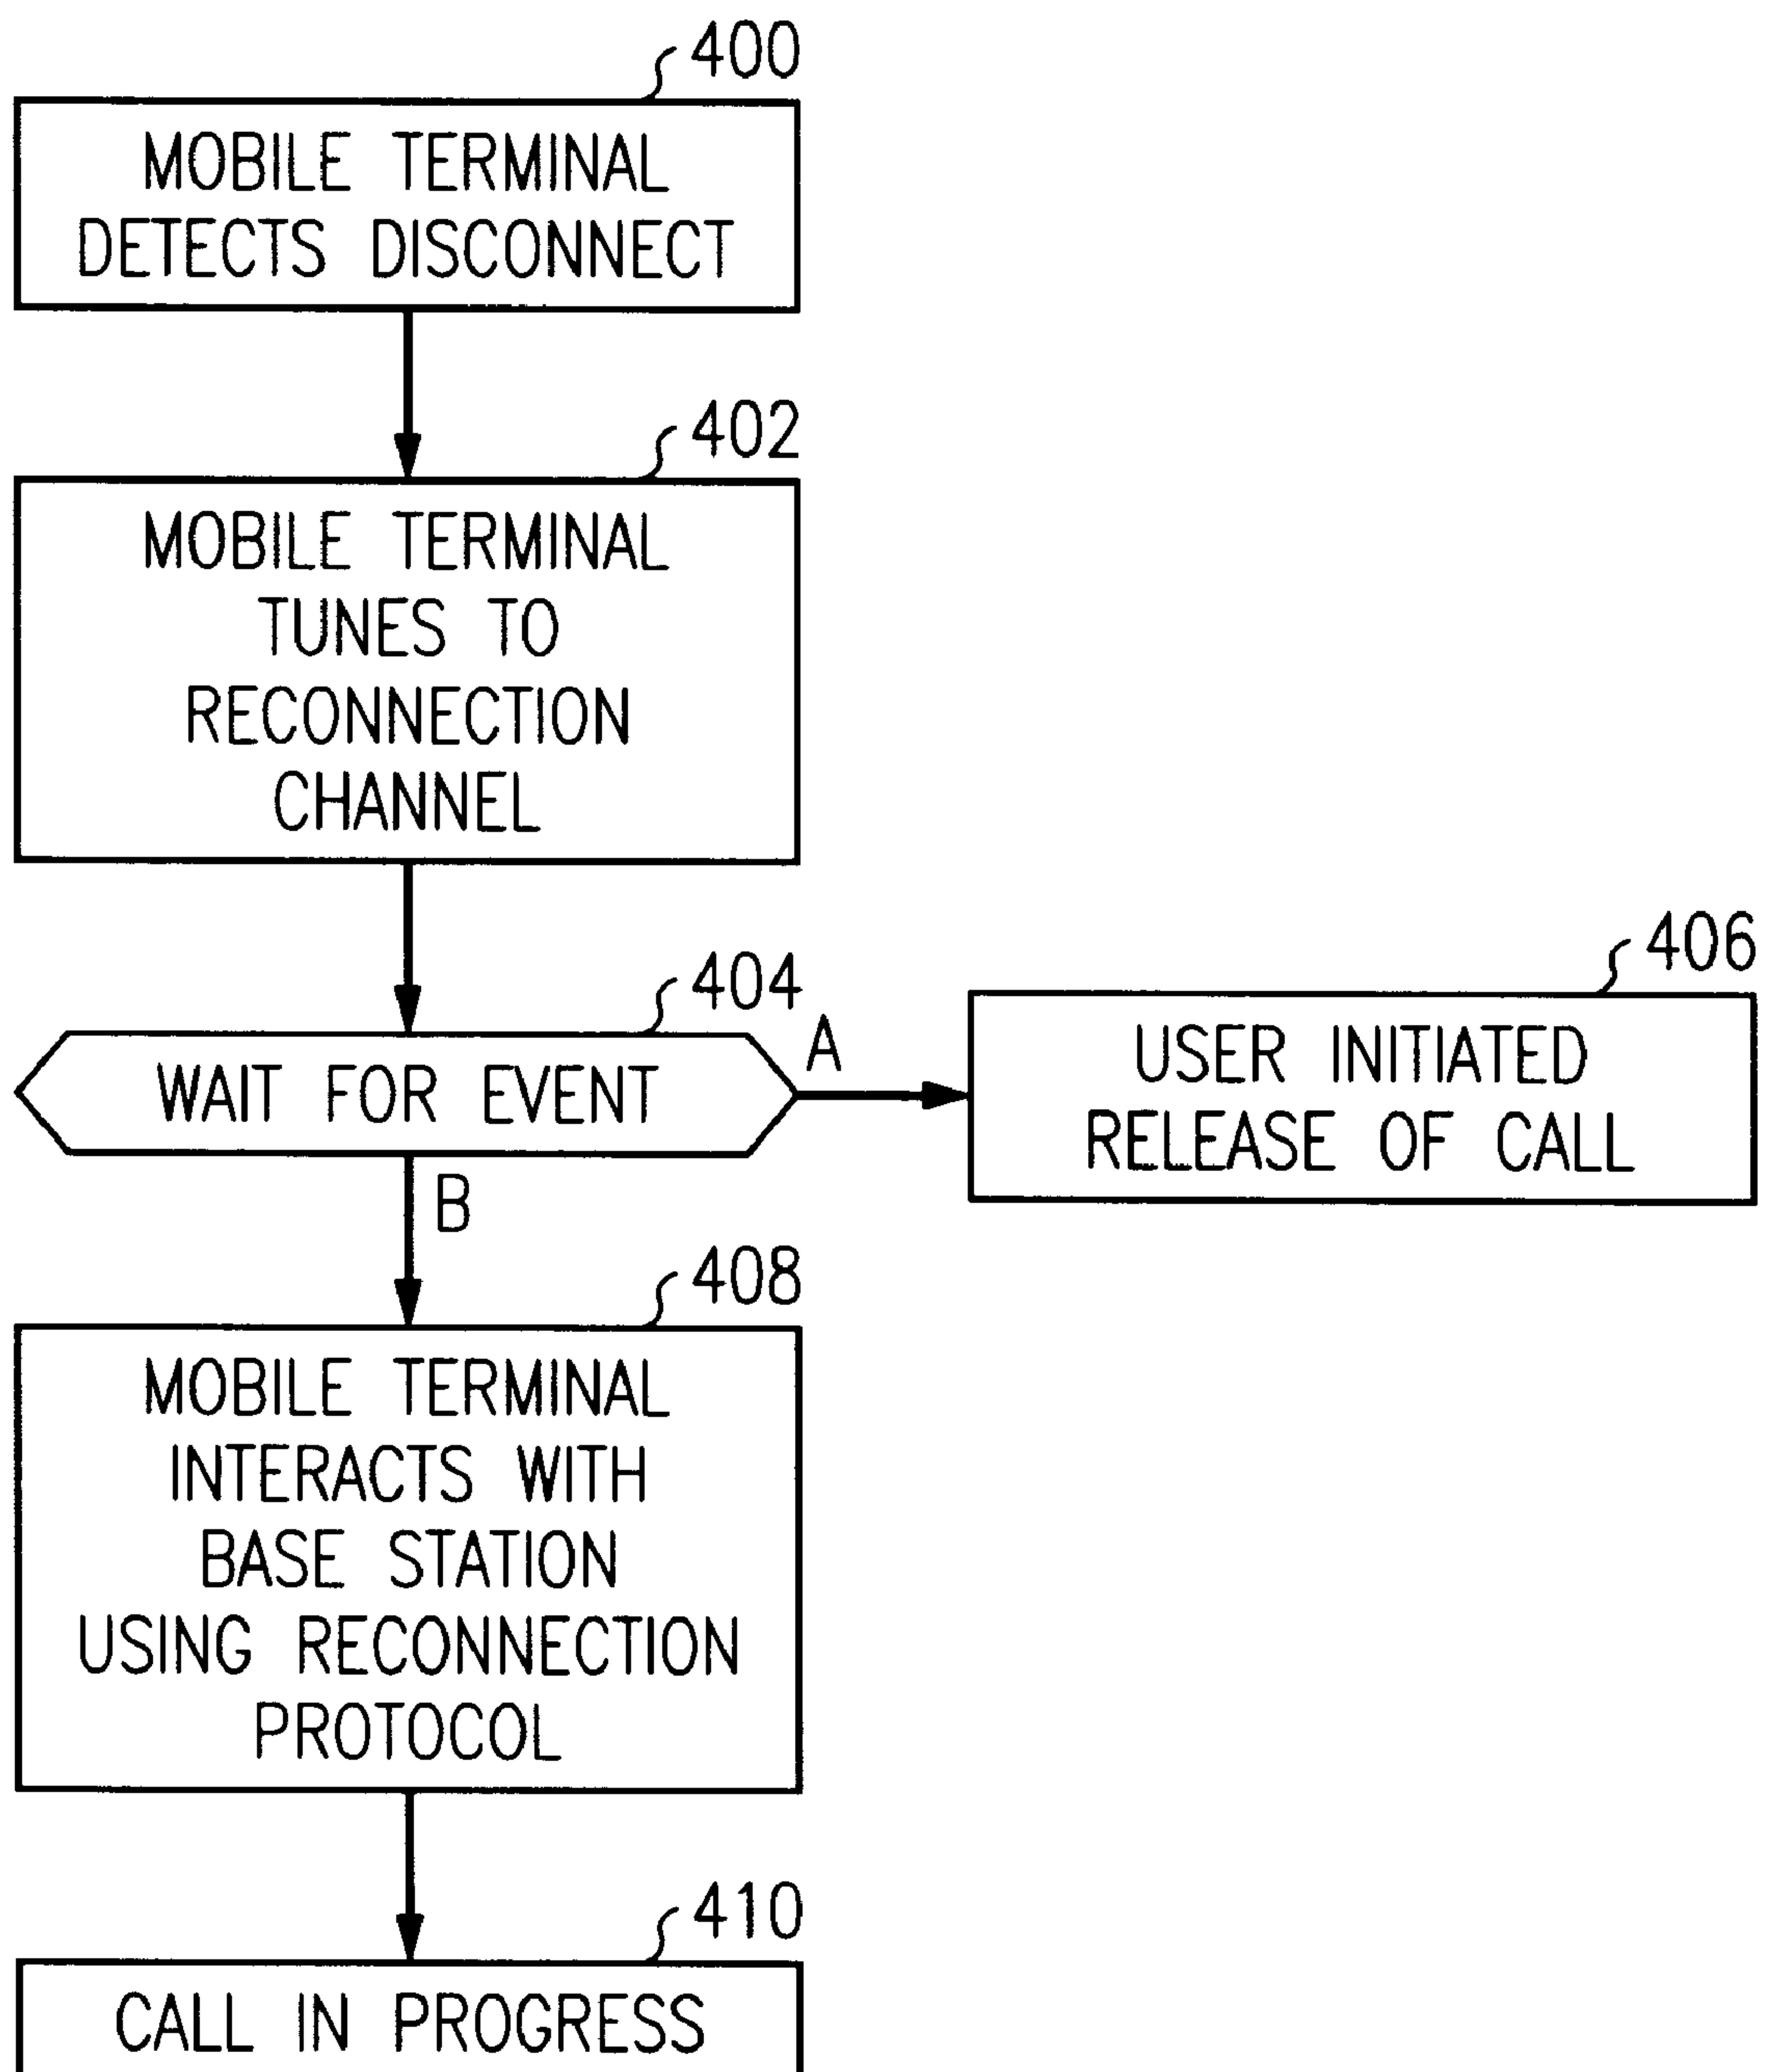 400
MOBILE TERMINAL
DETECTS DISCONNECT
402
MOBILE TERMINAL
TUNES TO
RECONNECTION
CHANNEL
404
WAIT FOR EVENT
A
406
USER INITIATED
RELEASE OF CALL
B
408
MOBILE TERMINAL
INTERACTS WITH
BASE STATION
USING RECONNECTION
PROTOCOL
410
CALL IN PROGRESS